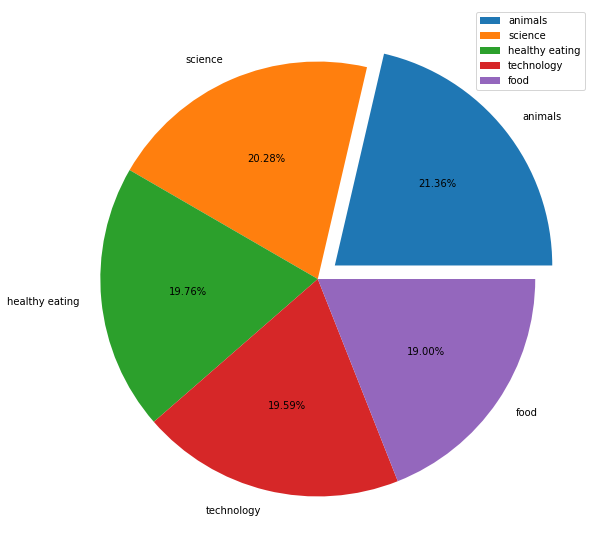 animals
science
healthy eating
technology
food
science
animals
21.36%
20.28%
19.76%
healthy eating
19.00%
19.59%
food
technology